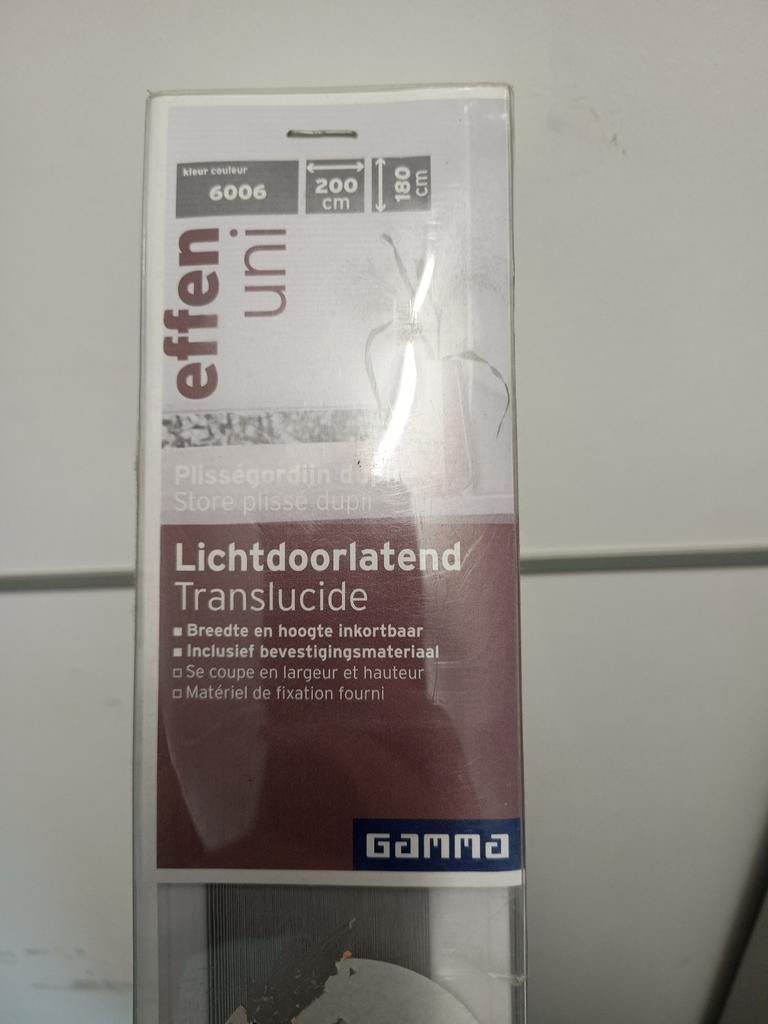 kleur couleur
6006
200
cm
180
cm
effen
uni
Plisségordijn
Store plissé dupli
Lichtdoorlatend
Translucide
Breedte en hoogte inkortbaar
Inclusief bevestigingsmateriaal
Se coupe en largeur et hauteur
Matériel de fixation fourni
GAMMA